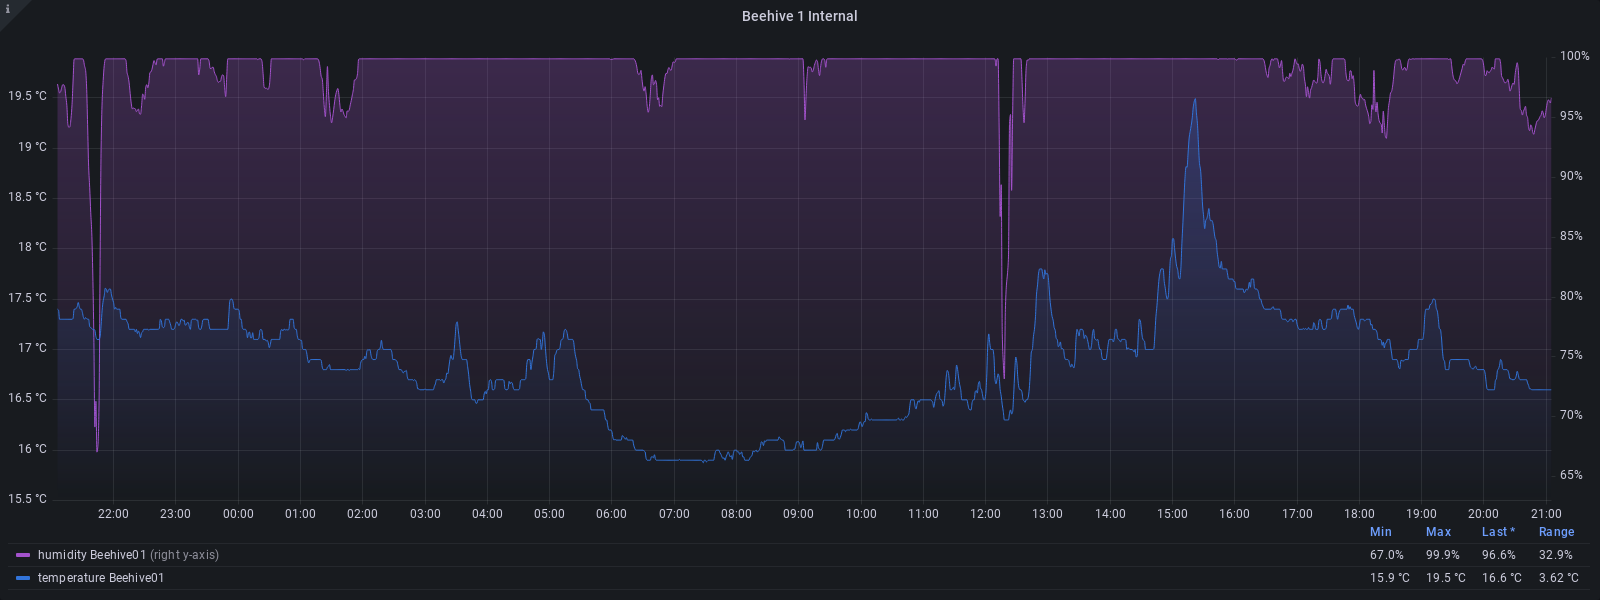 i
Beehive 1 Internal
100%
19.5 °C
95%
19 °C
90%
18.5 °C
18 °C
85%
17.5 °C
80%
17 °C
75%
16.5 °C
70%
16 °C
65%
15.5 °C
22:00 23:00 00:00 01:00 02:00 03:00 04:00 05:00 06:00 07:00 08:00 09:00 10:00 11:00 12:00 13:00 14:00 15:00 16:00 17:00 18:00 19:00 20:00 21:00
Min Max Last * Range
humidity Beehive01 (right y-axis) 67.0% 99.9% 96.6% 32.9%
temperature Beehive01 15.9 °C 19.5 °C 16.6 °C 3.62 °C